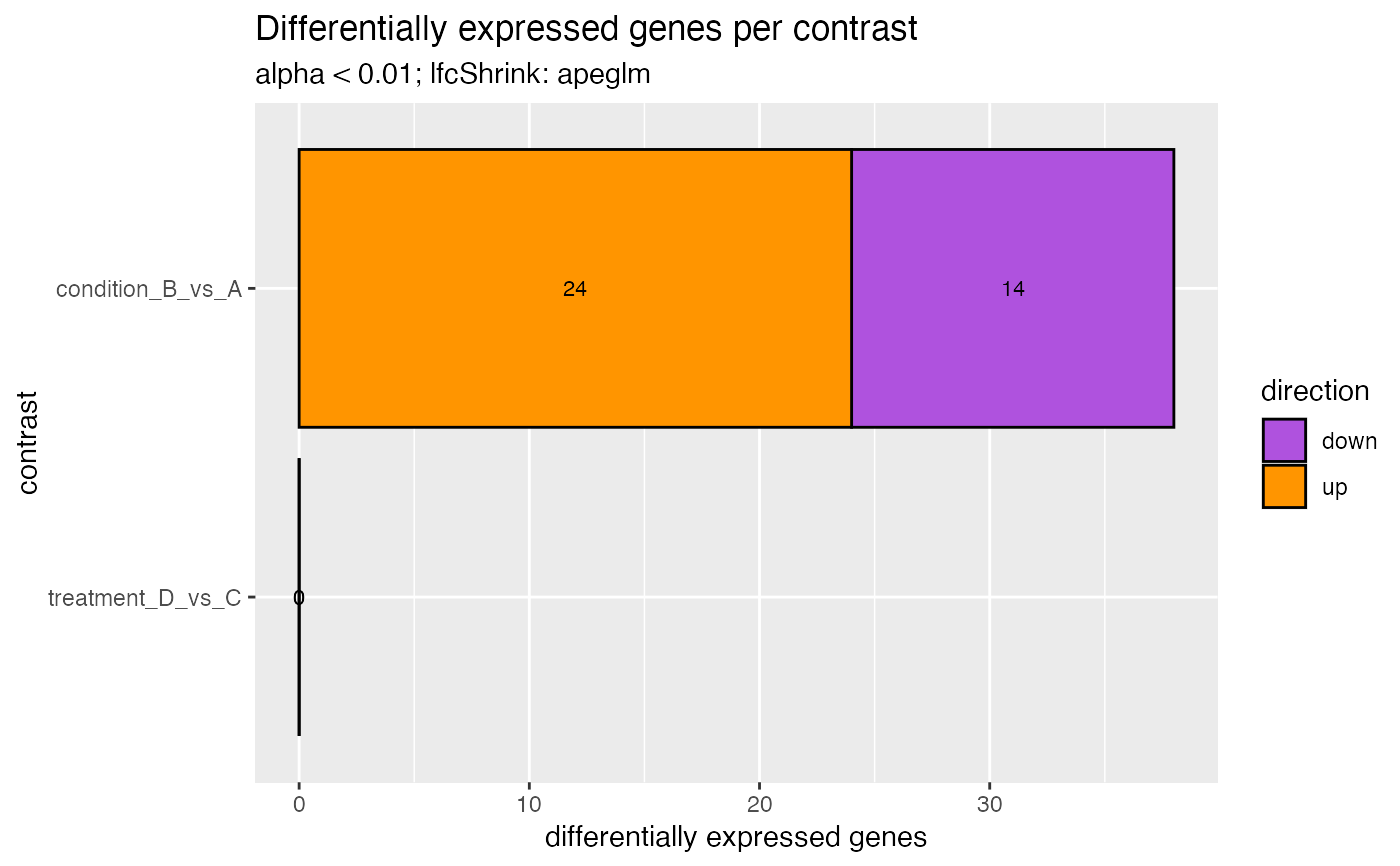 Differentially expressed genes per contrast
alpha < 0.01; lfcShrink: apeglm
contrast
condition_B_vs_A
24
14
treatment_D_vs_C
0
0
10
20
30
differentially expressed genes
direction
down
up